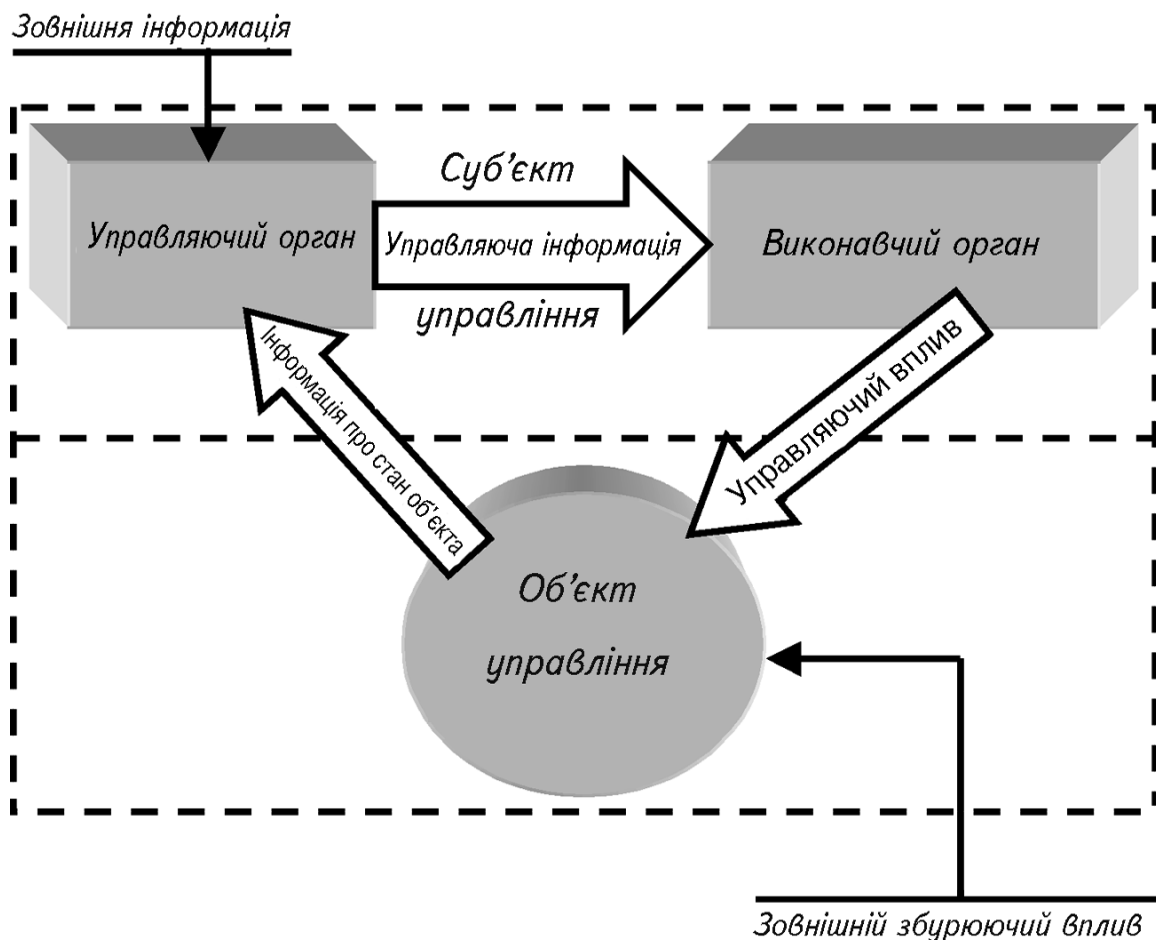 Зовнішня інформація
Суб’єкт
Управляючий орган
Управляюча інформація
Виконавчий орган
управління
Інформація про стан об’єкта
Управляючий вплив
Об’єкт
управління
Зовнішній збурюючий вплив